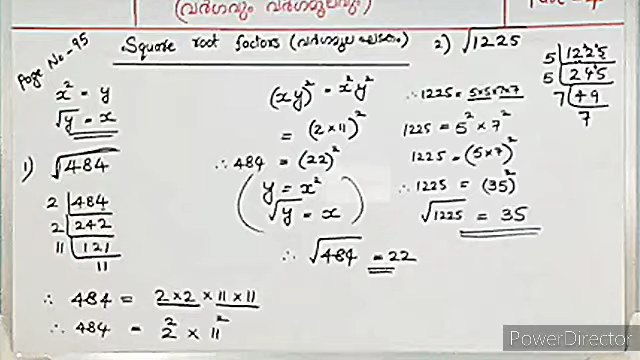 (വർഗവും വർഗമൂലവും)
Page No-95
Square root factors (വർഗമൂല ഘടകം)
x² = y
√y = x
1) √484
2 | 484
2 | 242
11 | 121
11
∴ 484 = 2×2×11×11
∴ 484 = 2² × 11²
(xy)² = x² y²
= (2×11)²
∴ 484 = (22)²
(y = x²
√y = x)
∴ √484 = 22
2) √1225
5 | 1225
5 | 245
7 | 49
7
∴ 1225 = 5×5×7×7
1225 = 5² × 7²
1225 = (5×7)²
∴ 1225 = (35)²
√1225 = 35
PowerDirector